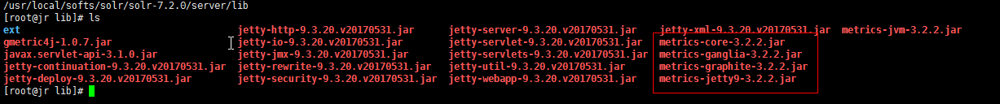 /usr/local/softs/solr/solr-7.2.0/server/lib
[root@jr lib]# ls
ext jetty-http-9.3.20.v20170531.jar jetty-server-9.3.20.v20170531.jar jetty-xml-9.3.20.v20170531.jar metrics-jvm-3.2.2.jar
gmetric4j-1.0.7.jar jetty-io-9.3.20.v20170531.jar jetty-servlet-9.3.20.v20170531.jar metrics-core-3.2.2.jar
javax.servlet-api-3.1.0.jar jetty-jmx-9.3.20.v20170531.jar jetty-servlets-9.3.20.v20170531.jar metrics-ganglia-3.2.2.jar
jetty-continuation-9.3.20.v20170531.jar jetty-rewrite-9.3.20.v20170531.jar jetty-util-9.3.20.v20170531.jar metrics-graphite-3.2.2.jar
jetty-deploy-9.3.20.v20170531.jar jetty-security-9.3.20.v20170531.jar jetty-webapp-9.3.20.v20170531.jar metrics-jetty9-3.2.2.jar
[root@jr lib]#